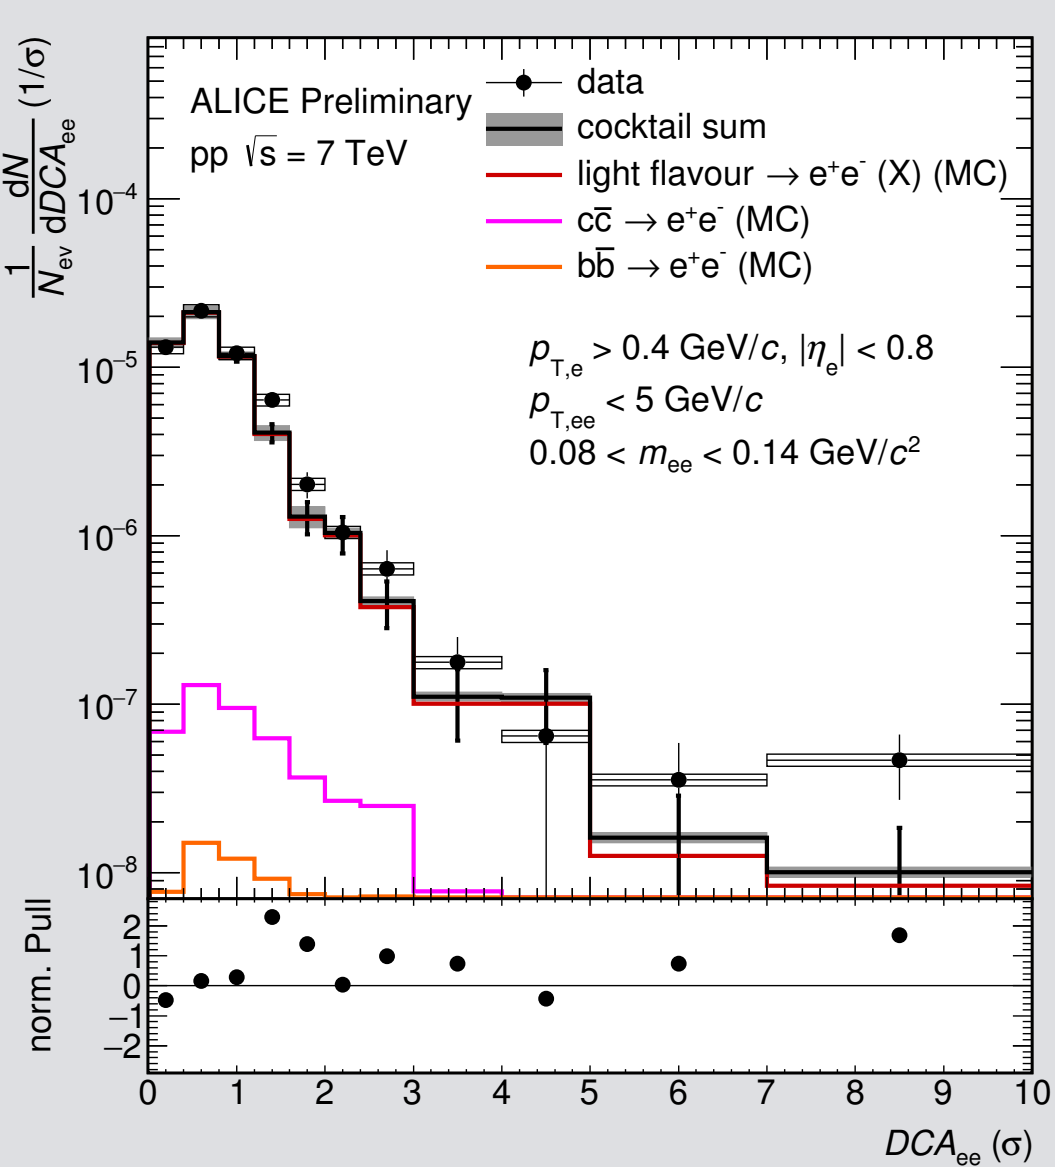 ALICE Preliminary
pp √s = 7 TeV
data
cocktail sum
light flavour → e⁺e⁻ (X) (MC)
cc̅ → e⁺e⁻ (MC)
bb̅ → e⁺e⁻ (MC)
p_T,e > 0.4 GeV/c, |η_e| < 0.8
p_T,ee < 5 GeV/c
0.08 < m_ee < 0.14 GeV/c²
1/N_ev dN/dDCA_ee (1/σ)
10⁻⁴
10⁻⁵
10⁻⁶
10⁻⁷
10⁻⁸
norm. Pull
2
1
0
−1
−2
0 1 2 3 4 5 6 7 8 9 10
DCA_ee (σ)